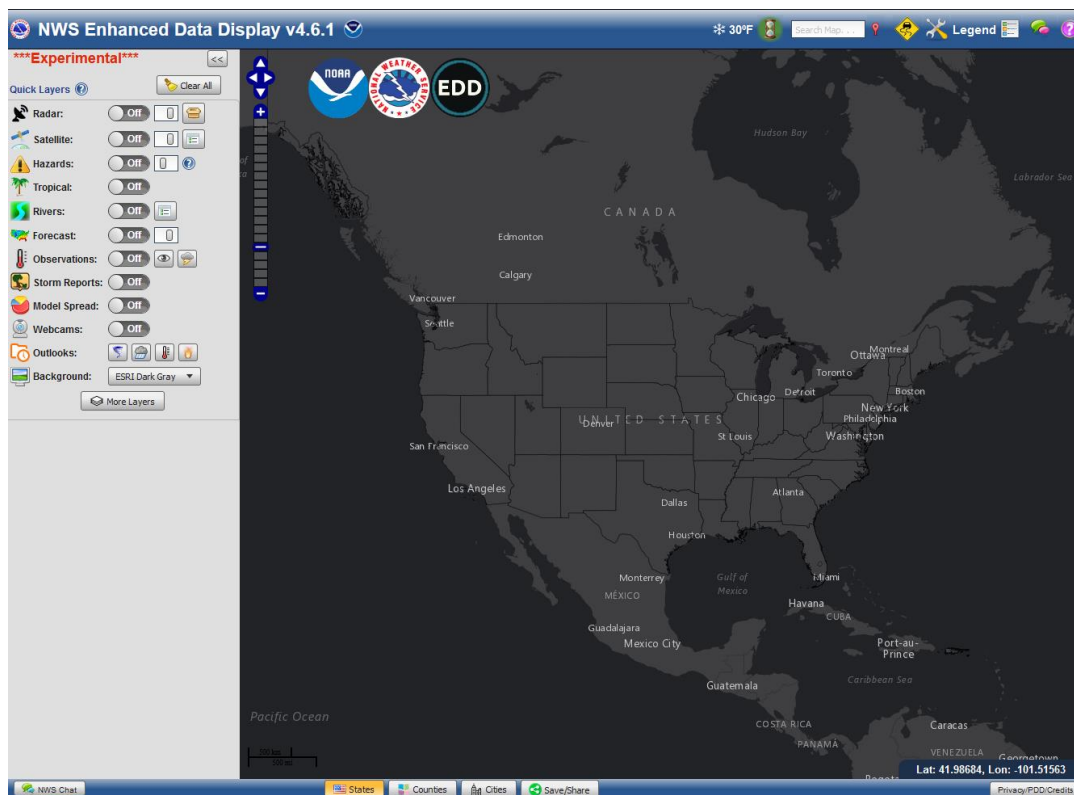 NWS Enhanced Data Display v4.6.1
30°F
Search Map. . .
Legend
***Experimental***
<<
Quick Layers
Clear All
Radar: Off
Satellite: Off
Hazards: Off
Tropical: Off
Rivers: Off
Forecast: Off
Observations: Off
Storm Reports: Off
Model Spread: Off
Webcams: Off
Outlooks:
Background: ESRI Dark Gray
More Layers
NOAA
NATIONAL WEATHER SERVICE
EDD
Hudson Bay
Labrador Sea
CANADA
Edmonton
Calgary
Vancouver
Seattle
Montreal
Ottawa
Toronto
Detroit
Boston
Chicago
New York
Philadelphia
UNITED STATES
Denver
St Louis
Washington
San Francisco
Los Angeles
Atlanta
Dallas
Houston
Monterrey
Gulf of
Mexico
Miami
MÉXICO
Havana
CUBA
Guadalajara
Mexico City
Port-au-
Prince
Guatemala
Caribbean Sea
Pacific Ocean
COSTA RICA
Caracas
PANAMÁ
VENEZUELA
Georgetown
500 km
500 mi
Lat: 41.98684, Lon: -101.51563
NWS Chat
States
Counties
Cities
Save/Share
Privacy/PDD/Credits